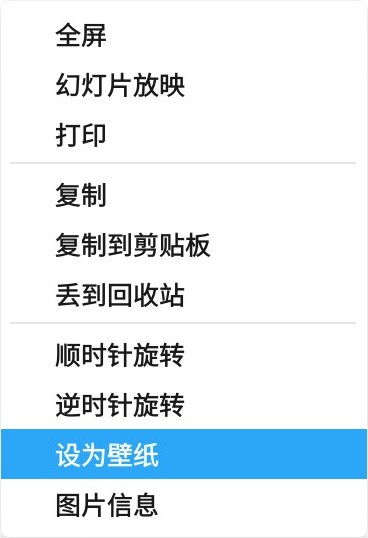 全屏
幻灯片放映
打印
复制
复制到剪贴板
丢到回收站
顺时针旋转
逆时针旋转
设为壁纸
图片信息